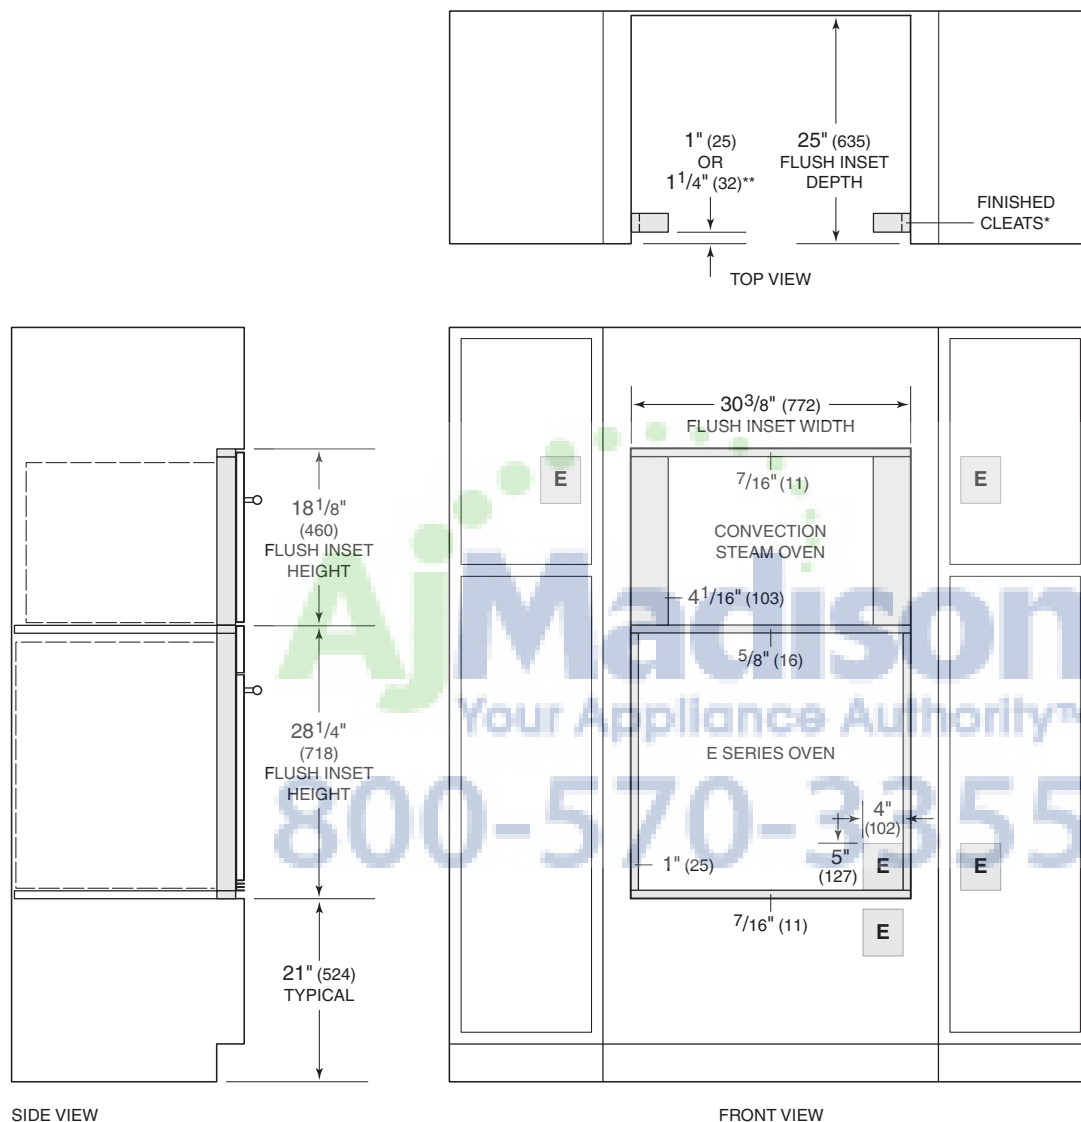 1" (25)
OR
1 1/4" (32)**
25" (635)
FLUSH INSET
DEPTH
FINISHED
CLEATS*
TOP VIEW
30 3/8" (772)
FLUSH INSET WIDTH
E
7/16" (11)
E
18 1/8"
(460)
FLUSH INSET
HEIGHT
CONVECTION
STEAM OVEN
4 1/16" (103)
AjMadison
5/8" (16)
Your Appliance Authority™
28 1/4"
(718)
FLUSH INSET
HEIGHT
E SERIES OVEN
800-570-3355
4"
(102)
5"
(127)
1" (25)
E
E
7/16" (11)
E
21" (524)
TYPICAL
SIDE VIEW
FRONT VIEW